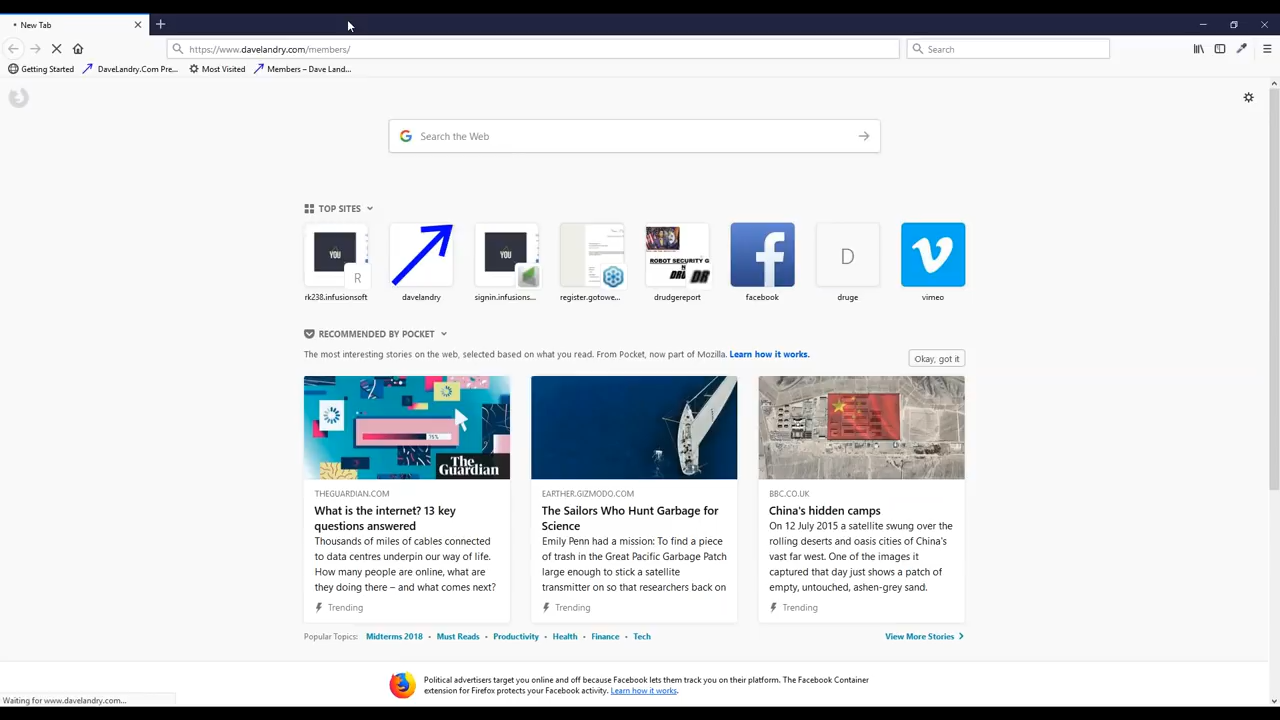 New Tab
https://www.davelandry.com/members/
Search
Getting Started
DaveLandry.Com Pre...
Most Visited
Members – Dave Land...
Search the Web
TOP SITES
YOU
R
YOU
ROBOT SECURITY G
DR
D
rk238.infusionsoft
davelandry
signin.infusions...
register.gotowe...
drudgereport
facebook
druge
vimeo
RECOMMENDED BY POCKET
The most interesting stories on the web, selected based on what you read. From Pocket, now part of Mozilla. Learn how it works.
Okay, got it
75%
The Guardian
THEGUARDIAN.COM
What is the internet? 13 key
questions answered
Thousands of miles of cables connected
to data centres underpin our way of life.
How many people are online, what are
they doing there – and what comes next?
Trending
EARTHER.GIZMODO.COM
The Sailors Who Hunt Garbage for
Science
Emily Penn had a mission: To find a piece
of trash in the Great Pacific Garbage Patch
large enough to stick a satellite
transmitter on so that researchers back on
Trending
BBC.CO.UK
China's hidden camps
On 12 July 2015 a satellite swung over the
rolling deserts and oasis cities of China's
vast far west. One of the images it
captured that day just shows a patch of
empty, untouched, ashen-grey sand.
Trending
Popular Topics: Midterms 2018 • Must Reads • Productivity • Health • Finance • Tech
View More Stories
Political advertisers target you online and off because Facebook lets them track you on their platform. The Facebook Container
extension for Firefox protects your Facebook activity. Learn how it works.
Waiting for www.davelandry.com...